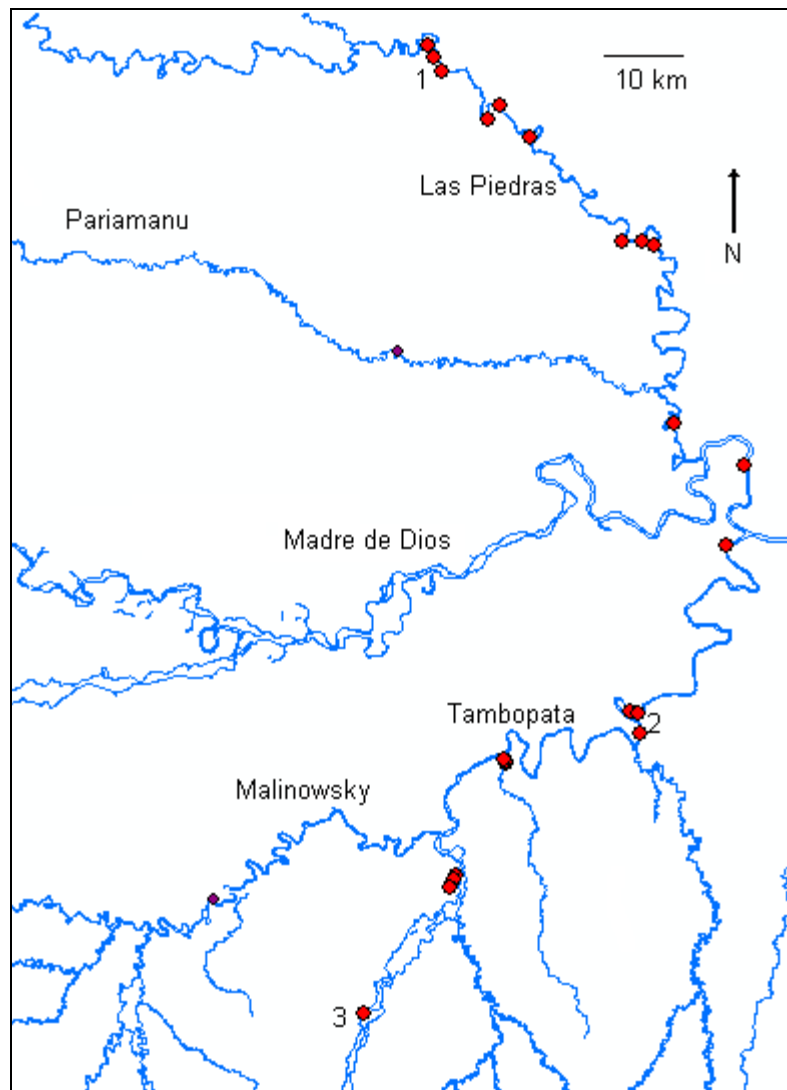 1
10 km
Las Piedras
Pariamanu
N
Madre de Dios
Tambopata
2
Malinowsky
3